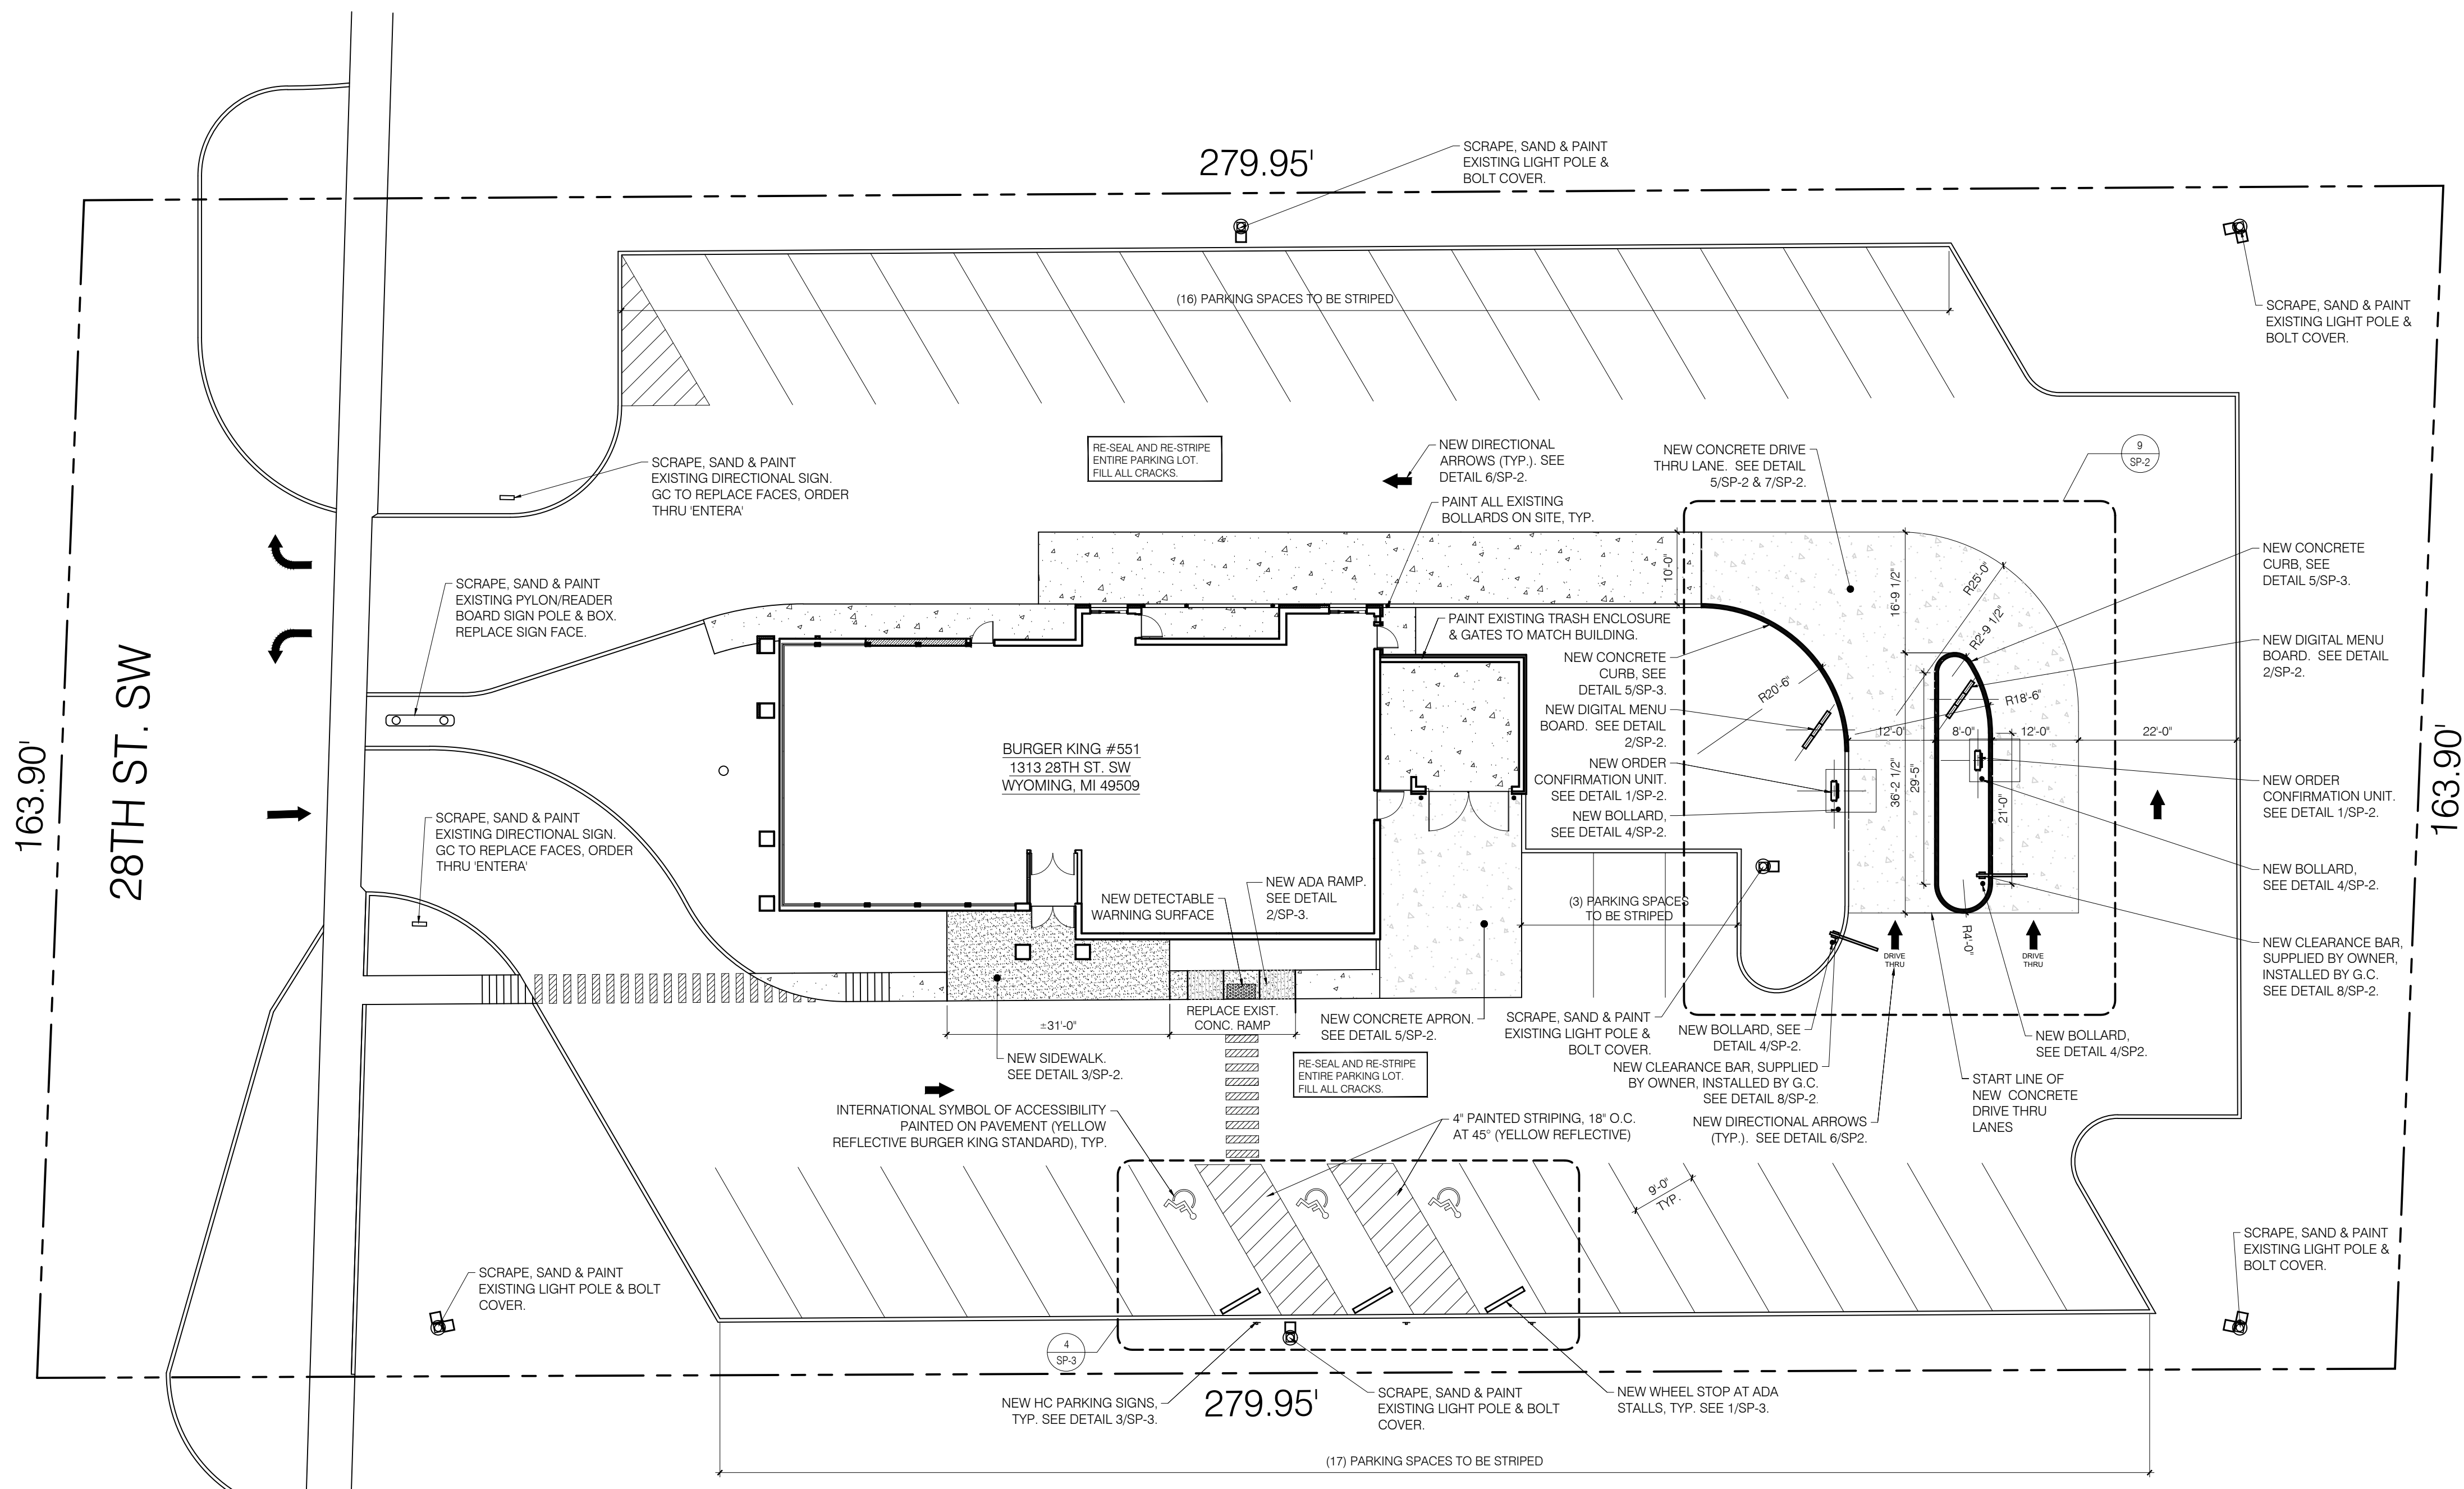 279.95'
SCRAPE, SAND & PAINT
EXISTING LIGHT POLE &
BOLT COVER.
SCRAPE, SAND & PAINT
EXISTING LIGHT POLE &
BOLT COVER.
(16) PARKING SPACES TO BE STRIPED
RE-SEAL AND RE-STRIPE
ENTIRE PARKING LOT.
FILL ALL CRACKS.
NEW DIRECTIONAL
ARROWS (TYP.). SEE
DETAIL 6/SP-2.
PAINT ALL EXISTING
BOLLARDS ON SITE, TYP.
NEW CONCRETE DRIVE
THRU LANE. SEE DETAIL
5/SP-2 & 7/SP-2.
9
SP-2
SCRAPE, SAND & PAINT
EXISTING DIRECTIONAL SIGN.
GC TO REPLACE FACES, ORDER
THRU 'ENTERA'
SCRAPE, SAND & PAINT
EXISTING PYLON/READER
BOARD SIGN POLE & BOX.
REPLACE SIGN FACE.
28TH ST. SW
163.90'
SCRAPE, SAND & PAINT
EXISTING DIRECTIONAL SIGN.
GC TO REPLACE FACES, ORDER
THRU 'ENTERA'
BURGER KING #551
1313 28TH ST. SW
WYOMING, MI 49509
10'-0"
PAINT EXISTING TRASH ENCLOSURE
& GATES TO MATCH BUILDING.
NEW CONCRETE
CURB, SEE
DETAIL 5/SP-3.
NEW DIGITAL MENU
BOARD. SEE DETAIL
2/SP-2.
NEW ORDER
CONFIRMATION UNIT.
SEE DETAIL 1/SP-2.
NEW BOLLARD,
SEE DETAIL 4/SP-2.
R20'-6"
16'-9 1/2"
R25'-0"
R2'-9 1/2"
R18'-6"
12'-0"
8'-0"
12'-0"
22'-0"
36'-2 1/2"
29'-5"
21'-0"
R4'-0"
NEW CONCRETE
CURB, SEE
DETAIL 5/SP-3.
NEW DIGITAL MENU
BOARD. SEE DETAIL
2/SP-2.
NEW ORDER
CONFIRMATION UNIT.
SEE DETAIL 1/SP-2.
NEW BOLLARD,
SEE DETAIL 4/SP-2.
NEW CLEARANCE BAR,
SUPPLIED BY OWNER,
INSTALLED BY G.C.
SEE DETAIL 8/SP-2.
163.90'
NEW DETECTABLE
WARNING SURFACE
NEW ADA RAMP.
SEE DETAIL
2/SP-3.
(3) PARKING SPACES
TO BE STRIPED
DRIVE
THRU
DRIVE
THRU
±31'-0"
REPLACE EXIST.
CONC. RAMP
NEW CONCRETE APRON.
SEE DETAIL 5/SP-2.
SCRAPE, SAND & PAINT
EXISTING LIGHT POLE &
BOLT COVER.
NEW BOLLARD, SEE
DETAIL 4/SP-2.
NEW BOLLARD,
SEE DETAIL 4/SP2.
NEW SIDEWALK.
SEE DETAIL 3/SP-2.
RE-SEAL AND RE-STRIPE
ENTIRE PARKING LOT.
FILL ALL CRACKS.
NEW CLEARANCE BAR, SUPPLIED
BY OWNER, INSTALLED BY G.C.
SEE DETAIL 8/SP-2.
START LINE OF
NEW CONCRETE
DRIVE THRU
LANES
INTERNATIONAL SYMBOL OF ACCESSIBILITY
PAINTED ON PAVEMENT (YELLOW
REFLECTIVE BURGER KING STANDARD), TYP.
4" PAINTED STRIPING, 18" O.C.
AT 45° (YELLOW REFLECTIVE)
NEW DIRECTIONAL ARROWS
(TYP.). SEE DETAIL 6/SP2.
9'-0"
TYP.
SCRAPE, SAND & PAINT
EXISTING LIGHT POLE & BOLT
COVER.
SCRAPE, SAND & PAINT
EXISTING LIGHT POLE &
BOLT COVER.
4
SP-3
NEW HC PARKING SIGNS,
TYP. SEE DETAIL 3/SP-3.
279.95'
SCRAPE, SAND & PAINT
EXISTING LIGHT POLE & BOLT
COVER.
NEW WHEEL STOP AT ADA
STALLS, TYP. SEE 1/SP-3.
(17) PARKING SPACES TO BE STRIPED